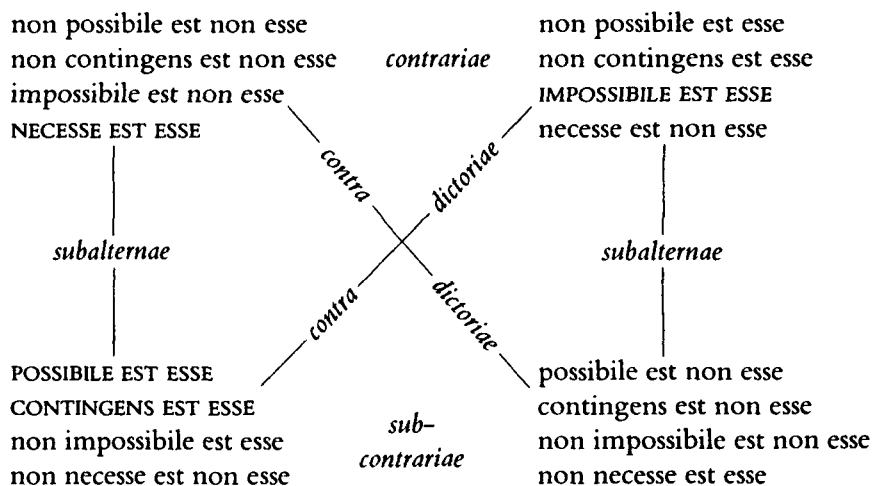 non possibile est non esse
non contingens est non esse
impossibile est non esse
NECESSE EST ESSE
contrariae
non possibile est esse
non contingens est esse
IMPOSSIBILE EST ESSE
necesse est non esse
contra
dictoriae
subalternae
subalternae
contra
dictoriae
POSSIBILE EST ESSE
CONTINGENS EST ESSE
non impossibile est esse
non necesse est non esse
sub-
contrariae
possibile est non esse
contingens est non esse
non impossibile est non esse
non necesse est esse